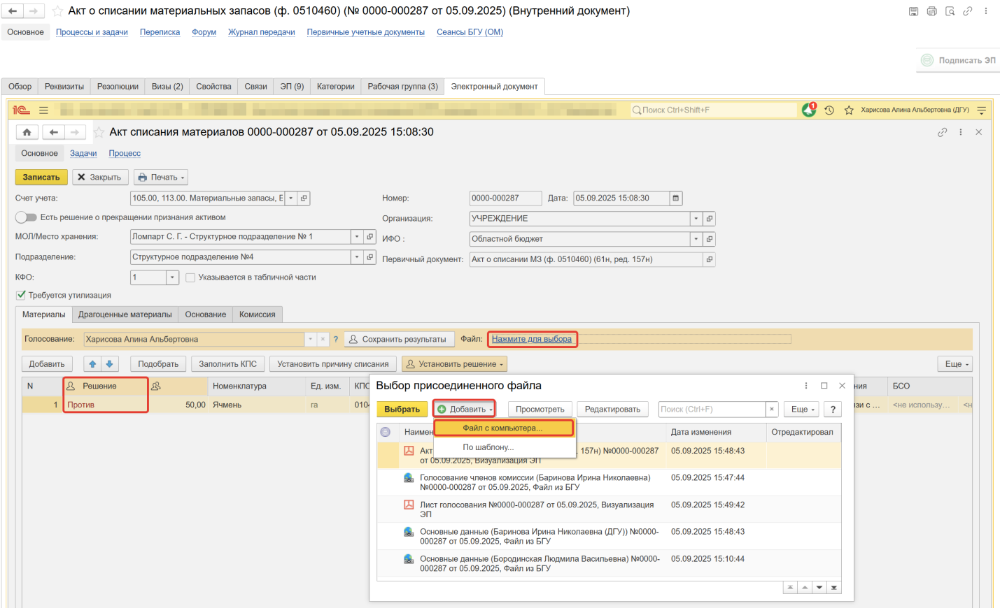 Акт о списании материальных запасов (ф. 0510460) (№ 0000-000287 от 05.09.2025) (Внутренний документ)
Основное Процессы и задачи Переписка Форум Журнал передачи Первичные учетные документы Сеансы БГУ (ОМ)
Подписать ЭП
Обзор Реквизиты Резолюции Визы (2) Свойства Связи ЭП (9) Категории Рабочая группа (3) Электронный документ
1С Поиск Ctrl+Shift+F 1 Харисова Алина Альбертовна (ДГУ)
Акт списания материалов 0000-000287 от 05.09.2025 15:08:30
Основное Задачи Процесс
Записать Закрыть Печать
Счет учета: 105.00, 113.00. Материальные запасы, Б Номер: 0000-000287 Дата: 05.09.2025 15:08:30
Есть решение о прекращении признания активом Организация: УЧРЕЖДЕНИЕ
МОЛ/Место хранения: Ломпарт С. Г. - Структурное подразделение № 1 ИФО : Областной бюджет
Подразделение: Структурное подразделение №4 Первичный документ: Акт о списании МЗ (ф. 0510460) (61н, ред. 157н)
КФО: 1 Указывается в табличной части
Требуется утилизация
Материалы Драгоценные материалы Основание Комиссия
Голосование: Харисова Алина Альбертовна ? Сохранить результаты Файл: Нажмите для выбора
Добавить Подобрать Заполнить КПС Установить причину списания Установить решение Еще
N Решение Номенклатура Ед. изм. КПС ния БСО
1 Против 50,00 Ячмень га 0104 зи с ... <не использу... <н
Выбор присоединенного файла
Выбрать Добавить Просмотреть Редактировать Поиск (Ctrl+F) × Еще ?
Файл с компьютера...
По шаблону...
Наимен Дата изменения Отредактировал
Акт . 157н) №0000-000287 05.09.2025 15:48:43
от 05.09.2025, Визуализация ЭП
Голосование членов комиссии (Баринова Ирина Николаевна) 05.09.2025 15:47:44
№0000-000287 от 05.09.2025, Файл из БГУ
Лист голосования №0000-000287 от 05.09.2025, Визуализация 05.09.2025 15:49:42
ЭП
Основные данные (Баринова Ирина Николаевна (ДГУ)) №0000- 05.09.2025 15:48:43
000287 от 05.09.2025, Файл из БГУ
Основные данные (Бородинская Людмила Васильевна) №0000- 05.09.2025 15:10:44
000287 от 05.09.2025, Файл из БГУ